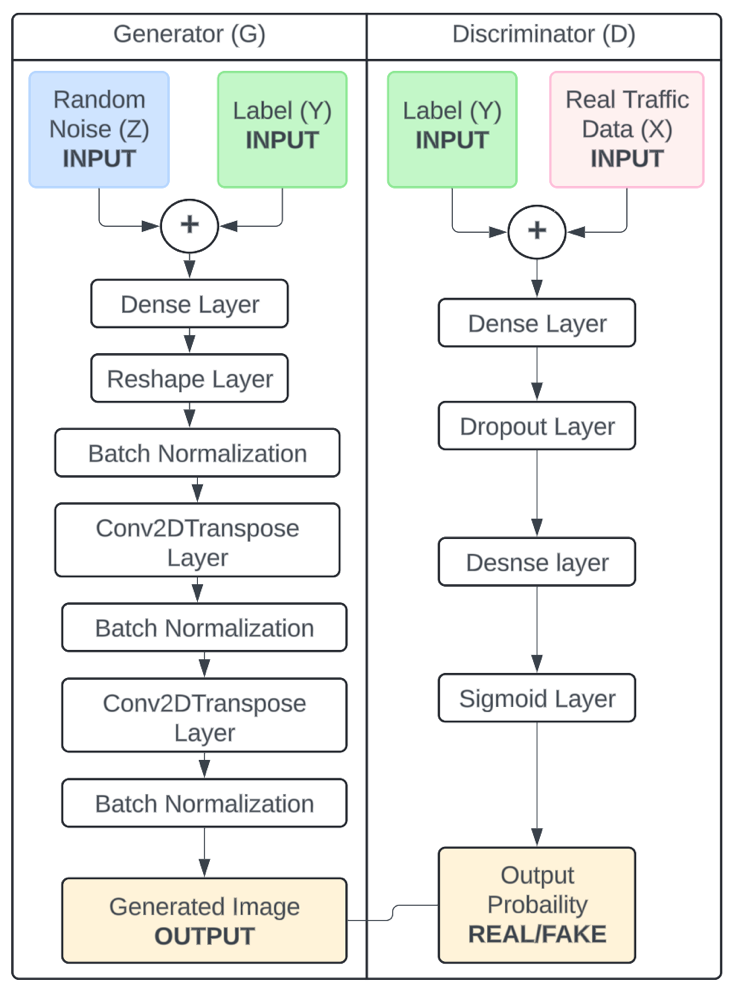 Generator (G)
Random
Noise (Z)
INPUT
Label (Y)
INPUT
+
Dense Layer
Reshape Layer
Batch Normalization
Conv2DTranspose
Layer
Batch Normalization
Conv2DTranspose
Layer
Batch Normalization
Generated Image
OUTPUT
Discriminator (D)
Label (Y)
INPUT
Real Traffic
Data (X)
INPUT
+
Dense Layer
Dropout Layer
Desnse layer
Sigmoid Layer
Output
Probaility
REAL/FAKE